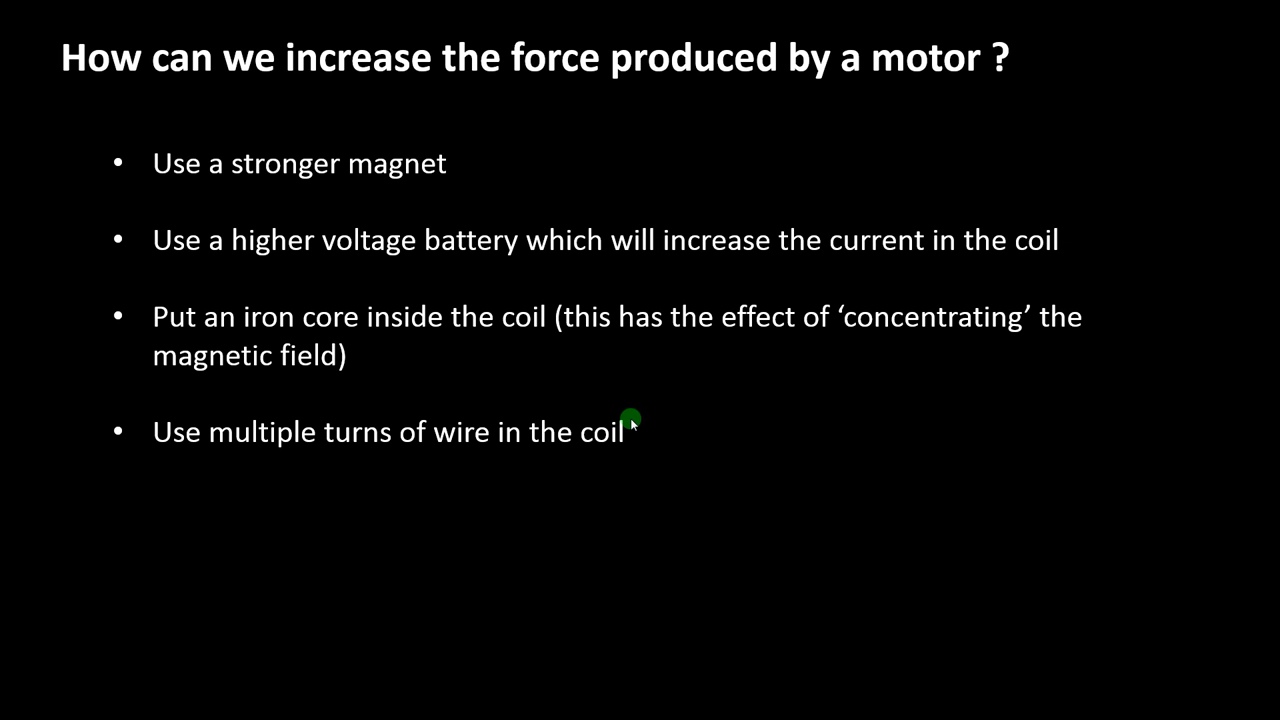 How can we increase the force produced by a motor ?
• Use a stronger magnet
• Use a higher voltage battery which will increase the current in the coil
• Put an iron core inside the coil (this has the effect of ‘concentrating’ the
magnetic field)
• Use multiple turns of wire in the coil